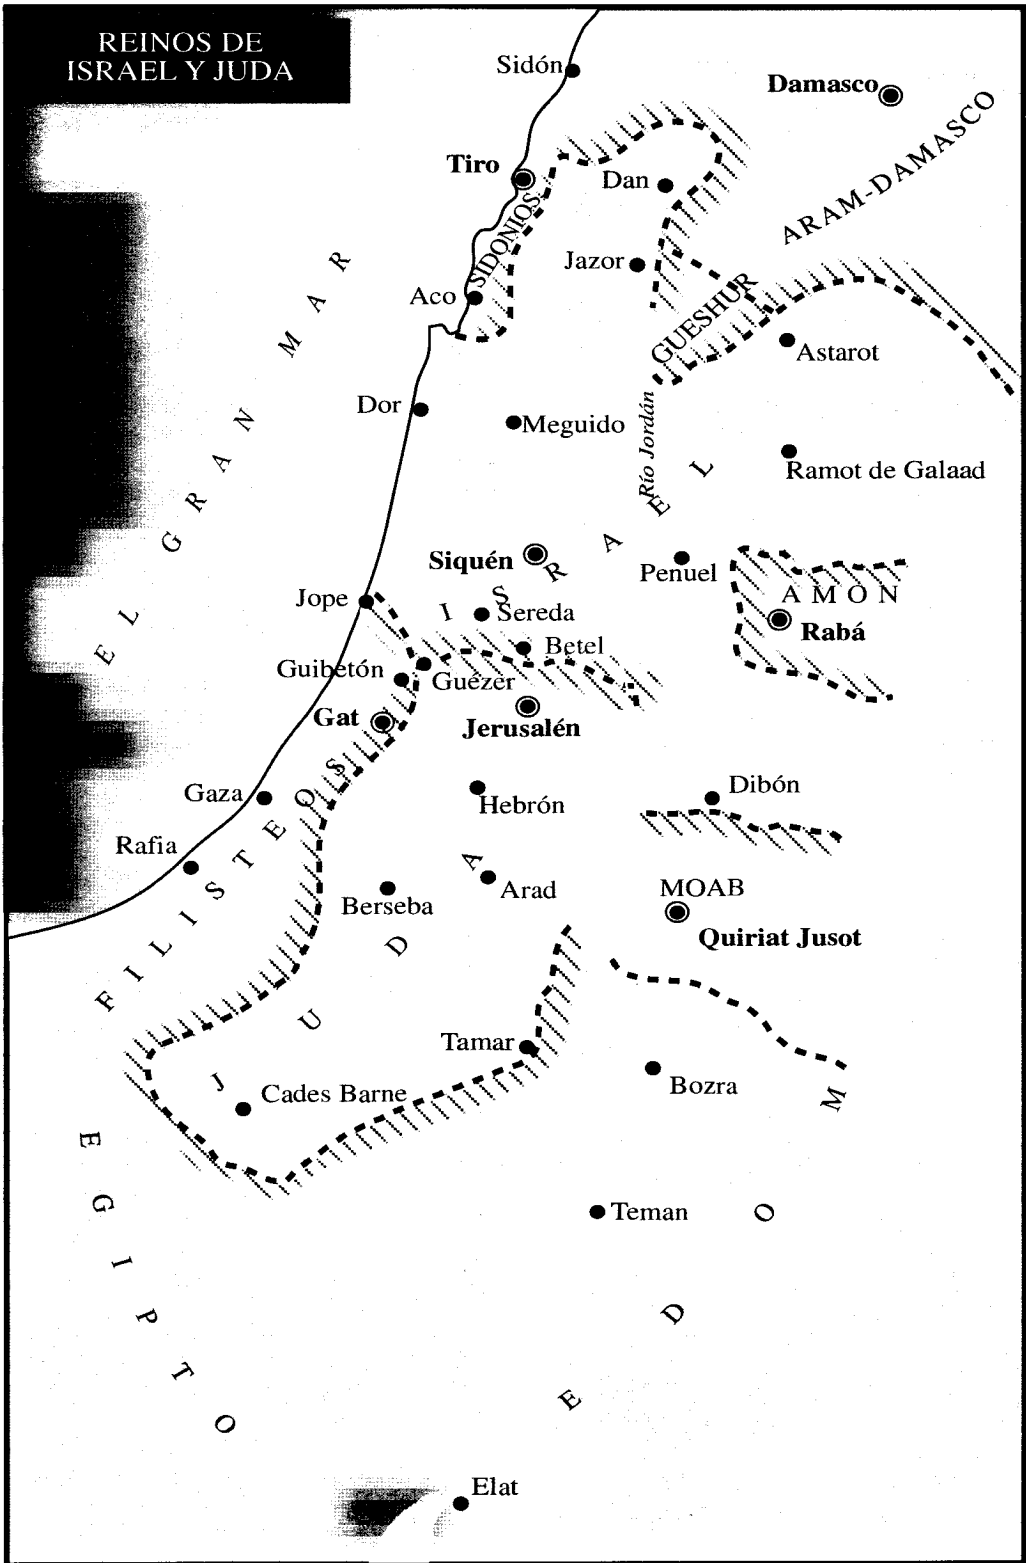 REINOS DE
ISRAEL Y JUDA
Sidón
Damasco
ARAM-DAMASCO
Tiro
Dan
SIDONIOS
Jazor
EL GRAN MAR
Aco
GUESHUR
Astarot
Dor
Meguido
Río Jordán
Ramot de Galaad
ISRAEL
Siquén
Penuel
AMON
Rabá
Jope
Sereda
Betel
Guibetón
Guézer
Gat
Jerusalén
Gaza
Hebrón
Dibón
Rafia
FILISTEOS
Berseba
Arad
MOAB
Quiriat Jusot
JUDA
Tamar
Bozra
Cades Barne
EGIPTO
Teman
EDOM
Elat